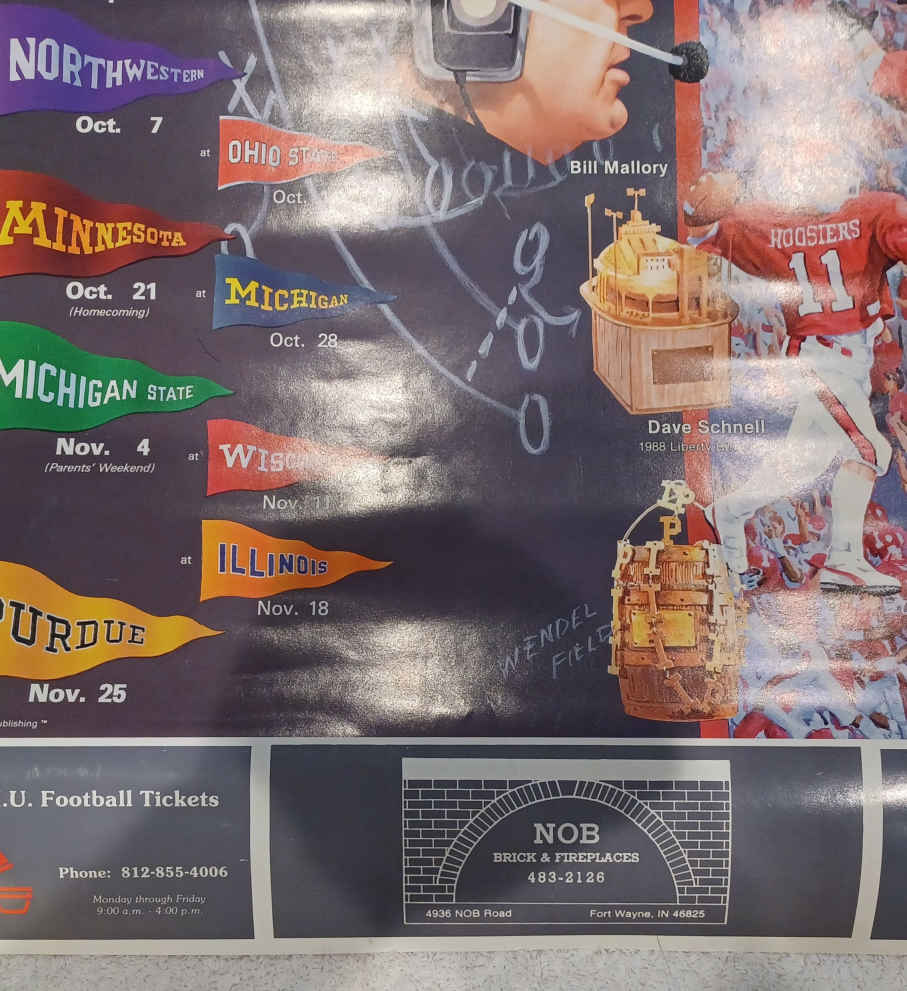 NORTHWESTERN
Oct. 7
at
OHIO STATE
Oct.
Bill Mallory
MINNESOTA
Oct. 21
(Homecoming)
at
MICHIGAN
Oct. 28
HOOSIERS
11
MICHIGAN STATE
Nov. 4
(Parents' Weekend)
at
Nov. 11
Dave Schnell
1988 Liberty
at
ILLINOIS
Nov. 18
P
PURDUE
Nov. 25
WENDEL
FIELD
ublishing ™
I.U. Football Tickets
Phone: 812-855-4006
Monday through Friday
9:00 a.m. - 4:00 p.m.
NOB
BRICK & FIREPLACES
483-2126
4936 NOB Road
Fort Wayne, IN 46825